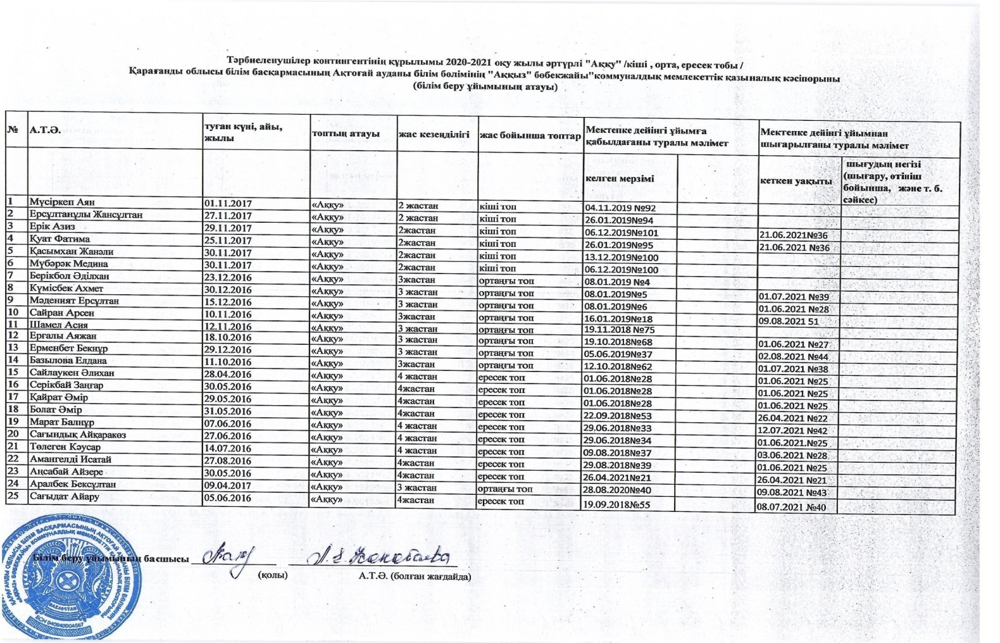 Тәрбиеленушілер контингентінің құрылымы 2020-2021 оқу жылы әртүрлі "Аққу" /кіші , орта, ересек тобы /
Қарағанды облысы білім басқармасының Ақтоғай ауданы білім бөлімінің "Аққыз" бөбекжайы"коммуналдық мемлекеттік қазыналық кәсіпорыны
(білім беру ұйымының атауы)
№ А.Т.Ә. туған күні, айы, жылы топтың атауы жас кезеңділігі жас бойынша топтар Мектепке дейінгі ұйымға қабылдағаны туралы мәлімет Мектепке дейінгі ұйымнан шығарылғаны туралы мәлімет
келген мерзімі кеткен уақыты шығудың негізі (шығару, өтініш бойынша, және т. б. сәйкес)
1 Мүсіркеп Аян 01.11.2017 «Аққу» 2 жастан кіші топ 04.11.2019 №92
2 Ерсұлтанұлы Жансұлтан 27.11.2017 «Аққу» 2 жастан кіші топ 26.01.2019№94
3 Ерік Азиз 29.11.2017 «Аққу» 2жастан кіші топ 06.12.2019№101 21.06.2021№36
4 Қуат Фатима 25.11.2017 «Аққу» 2жастан кіші топ 26.01.2019№95 21.06.2021 №36
5 Қасымхан Жанәли 30.11.2017 «Аққу» 2жастан кіші топ 13.12.2019№100
6 Мүбәрәк Медина 30.11.2017 «Аққу» 2жастан кіші топ 06.12.2019№100
7 Берікбол Әділхан 23.12.2016 «Аққу» 3жастан ортаңғы топ 08.01.2019 №4
8 Күмісбек Ахмет 30.12.2016 «Аққу» 3 жастан ортаңғы топ 08.01.2019№5 01.07.2021 №39
9 Мәденият Ерсұлтан 15.12.2016 «Аққу» 3 жастан ортаңғы топ 08.01.2019№6 01.06.2021 №28
10 Сайран Арсен 10.11.2016 «Аққу» 3жастан ортаңғы топ 16.01.2019№18 09.08.2021 51
11 Шамел Асия 12.11.2016 «Аққу» 3 жастан ортаңғы топ 19.11.2018 №75
12 Ерғалы Аяжан 18.10.2016 «Аққу» 3 жастан ортаңғы топ 19.10.2018№68 01.06.2021 №27
13 Ерменбет Бекнұр 29.12.2016 «Аққу» 3 жастан ортаңғы топ 05.06.2019№37 02.08.2021 №44
14 Базылова Елдана 11.10.2016 «Аққу» 3жастан ортаңғы топ 12.10.2018№62 01.07.2021 №38
15 Сайлаукен Әлихан 28.04.2016 «Аққу» 4 жастан ересек топ 01.06.2018№28 01.06.2021 №25
16 Серікбай Заңғар 30.05.2016 «Аққу» 4жастан ересек топ 01.06.2018№28 01.06.2021 №25
17 Қайрат Әмір 29.05.2016 «Аққу» 4жастан ересек топ 01.06.2018№28 01.06.2021 №25
18 Болат Әмір 31.05.2016 «Аққу» 4жастан ересек топ 22.09.2018№53 26.04.2021 №22
19 Марат Балнұр 07.06.2016 «Аққу» 4 жастан ересек топ 29.06.2018№33 12.07.2021 №42
20 Сағындық Айқаракөз 27.06.2016 «Аққу» 4 жастан ересек топ 29.06.2018№34 01.06.2021.№25
21 Төлеген Кәусар 14.07.2016 «Аққу» 4 жастан ересек топ 09.08.2018№37 03.06.2021 №28
22 Амангелді Исатай 27.08.2016 «Аққу» 4жастан ересек топ 29.08.2018№39 01.06.2021 №25
23 Аңсабай Айзере 30.05.2016 «Аққу» 4жастан ересек топ 26.04.2021№21 26.04.2021 №21
24 Аралбек Бексұлтан 09.04.2017 «Аққу» 3 жастан ортаңғы топ 28.08.2020№40 09.08.2021 №43
25 Сағыдат Айару 05.06.2016 «Аққу» 4жастан ересек топ 19.09.2018№55 08.07.2021 №40
Білім беру ұйымының басшысы
(қолы) А.Т.Ә. (болған жағдайда)
ҚАЗАҚСТАН
БСН 040940004567